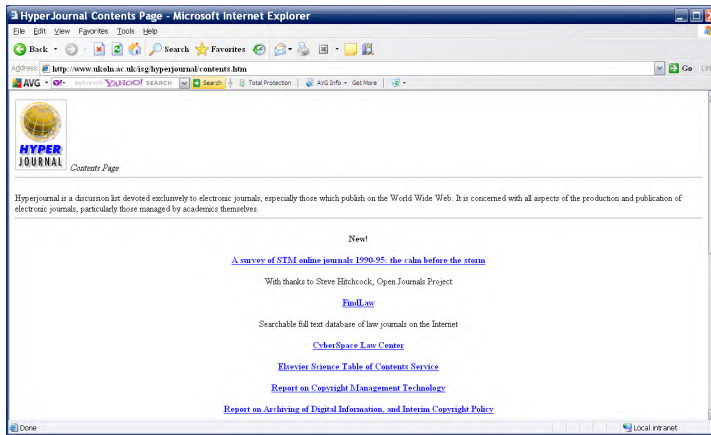 HyperJournal Contents Page - Microsoft Internet Explorer
File Edit View Favorites Tools Help
Back Search Favorites
Address http://www.ukoln.ac.uk/isg/hyperjournal/contents.htm Go
AVG YAHOO! SEARCH Search Total Protection AVG Info Get More
HYPER
JOURNAL Contents Page
Hyperjournal is a discussion list devoted exclusively to electronic journals, especially those which publish on the World Wide Web. It is concerned with all aspects of the production and publication of
electronic journals, particularly those managed by academics themselves.
New!
A survey of STM online journals 1990-95: the calm before the storm
With thanks to Steve Hitchcock, Open Journals Project
FindLaw
Searchable full text database of law journals on the Internet
CyberSpace Law Center
Elsevier Science Table of Contents Service
Report on Copyright Management Technology
Report on Archiving of Digital Information, and Interim Copyright Policy
Done Local intranet